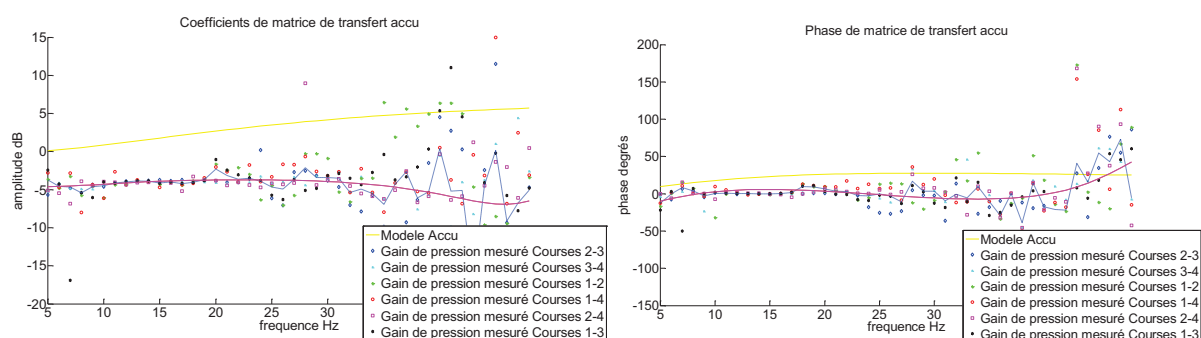 Coefficients de matrice de transfert accu
15
10
5
0
-5
-10
-15
-20
amplitude dB
5
10
15
20
25
30
frequence Hz
Modele Accu
Gain de pression mesuré Courses 2-3
Gain de pression mesuré Courses 3-4
Gain de pression mesuré Courses 1-2
Gain de pression mesuré Courses 1-4
Gain de pression mesuré Courses 2-4
Gain de pression mesuré Courses 1-3
Phase de matrice de transfert accu
200
150
100
50
0
-50
-100
-150
phase degrés
5
10
15
20
25
30
frequence Hz
Modele Accu
Gain de pression mesuré Courses 2-3
Gain de pression mesuré Courses 3-4
Gain de pression mesuré Courses 1-2
Gain de pression mesuré Courses 1-4
Gain de pression mesuré Courses 2-4
Gain de pression mesuré Courses 1-3